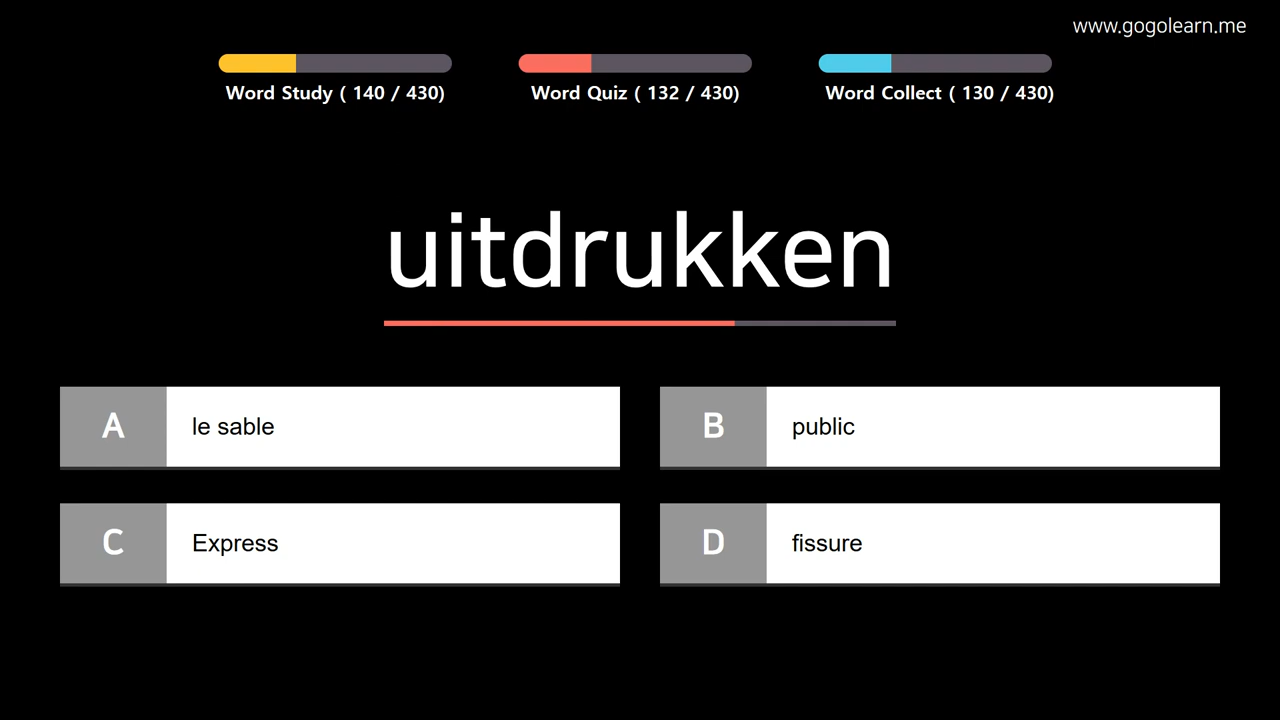 www.gogolearn.me
Word Study ( 140 / 430)
Word Quiz ( 132 / 430)
Word Collect ( 130 / 430)
uitdrukken
A le sable
B public
C Express
D fissure